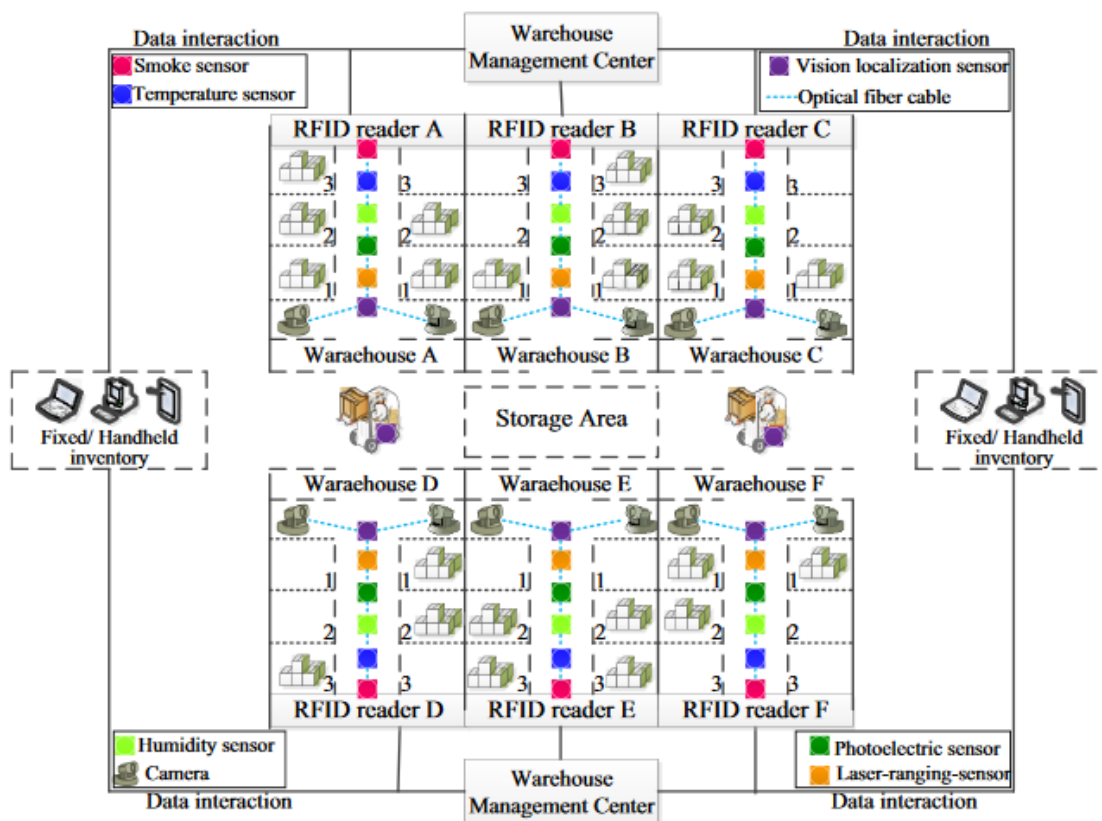 Data interaction
Warehouse
Management Center
Data interaction
Smoke sensor
Temperature sensor
Vision localization sensor
Optical fiber cable
RFID reader A
RFID reader B
RFID reader C
3
3
3
3
3
3
2
2
2
2
2
2
1
1
1
1
1
1
Waraehouse A
Waraehouse B
Waraehouse C
Fixed/ Handheld
inventory
Storage Area
Fixed/ Handheld
inventory
Waraehouse D
Waraehouse E
Waraehouse F
1
1
1
1
1
1
2
2
2
2
2
2
3
3
3
3
3
3
RFID reader D
RFID reader E
RFID reader F
Humidity sensor
Camera
Photoelectric sensor
Laser-ranging-sensor
Data interaction
Warehouse
Management Center
Data interaction